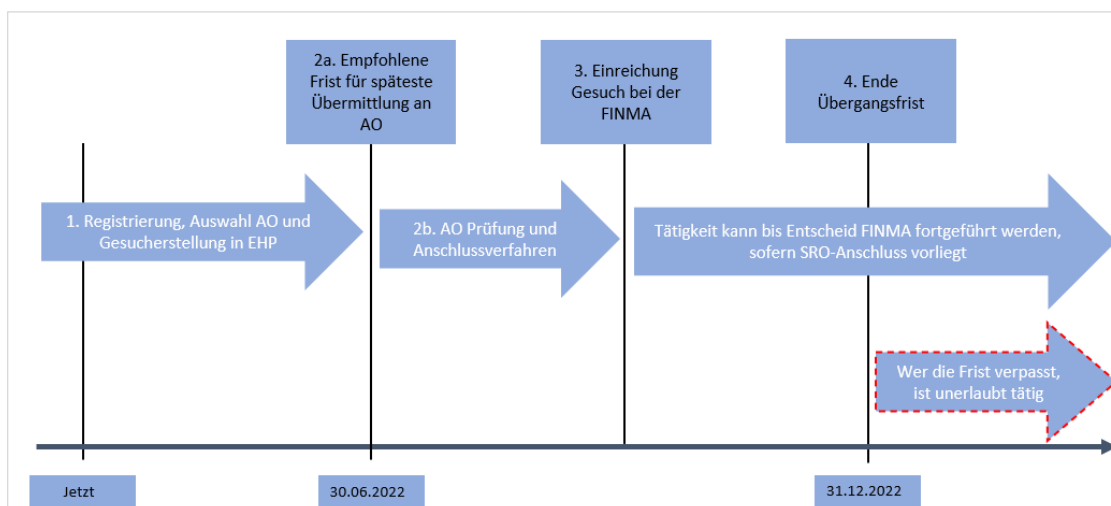 2a. Empfohlene
Frist für späteste
Übermittlung an
AO
3. Einreichung
Gesuch bei der
FINMA
4. Ende
Übergangsfrist
1. Registrierung, Auswahl AO und
Gesucherstellung in EHP
2b. AO Prüfung und
Anschlussverfahren
Tätigkeit kann bis Entscheid FINMA fortgeführt werden,
sofern SRO-Anschluss vorliegt
Wer die Frist verpasst,
ist unerlaubt tätig
Jetzt
30.06.2022
31.12.2022